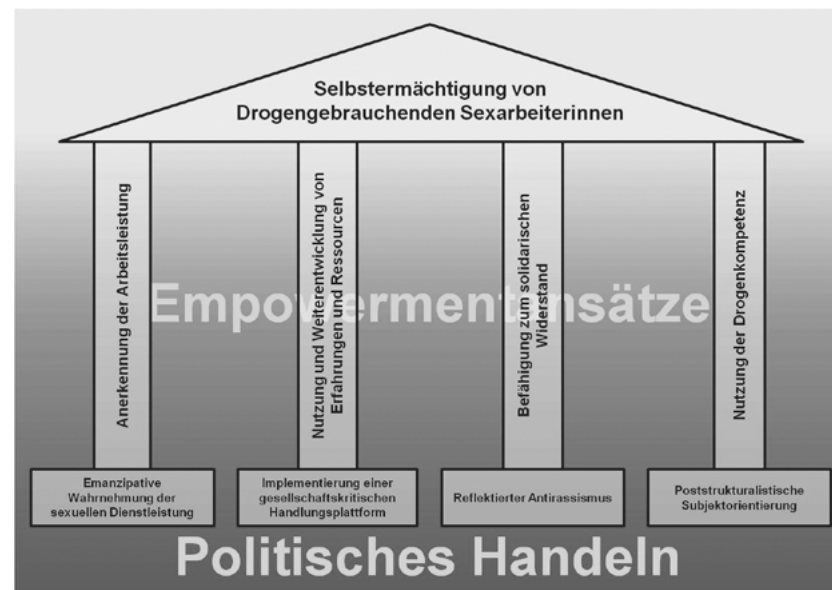 Selbstermächtigung von
Drogengebrauchenden Sexarbeiterinnen
Anerkennung der Arbeitsleistung
Nutzung und Weiterentwicklung von
Erfahrungen und Ressourcen
Befähigung zum solidarischen
Widerstand
Nutzung der Drogenkompetenz
Empowermentansätze
Emanzipative
Wahrnehmung der
sexuellen Dienstleistung
Implementierung einer
gesellschaftskritischen
Handlungsplattform
Reflektierter Antirassismus
Poststrukturalistische
Subjektorientierung
Politisches Handeln